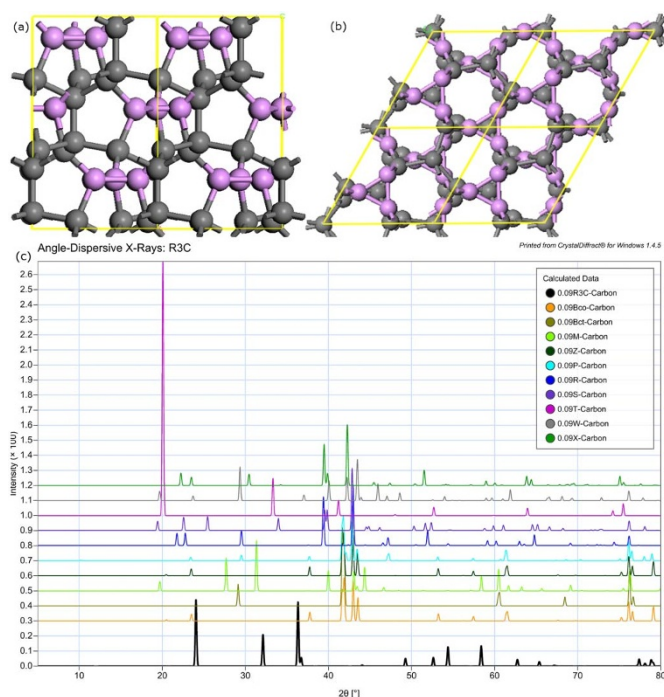 (a)
(b)
Angle-Dispersive X-Rays: R3C
Printed from CrystalDiffract® for Windows 1.4.5
(c)
Calculated Data
0.09R3C-Carbon
0.09Bco-Carbon
0.09Bct-Carbon
0.09M-Carbon
0.09Z-Carbon
0.09P-Carbon
0.09R-Carbon
0.09S-Carbon
0.09T-Carbon
0.09W-Carbon
0.09X-Carbon
Intensity (× 100)
2.6
2.5
2.4
2.3
2.2
2.1
2.0
1.9
1.8
1.7
1.6
1.5
1.4
1.3
1.2
1.1
1.0
0.9
0.8
0.7
0.6
0.5
0.4
0.3
0.2
0.1
0.0
10 20 30 40 50 60 70 80
2θ [°]